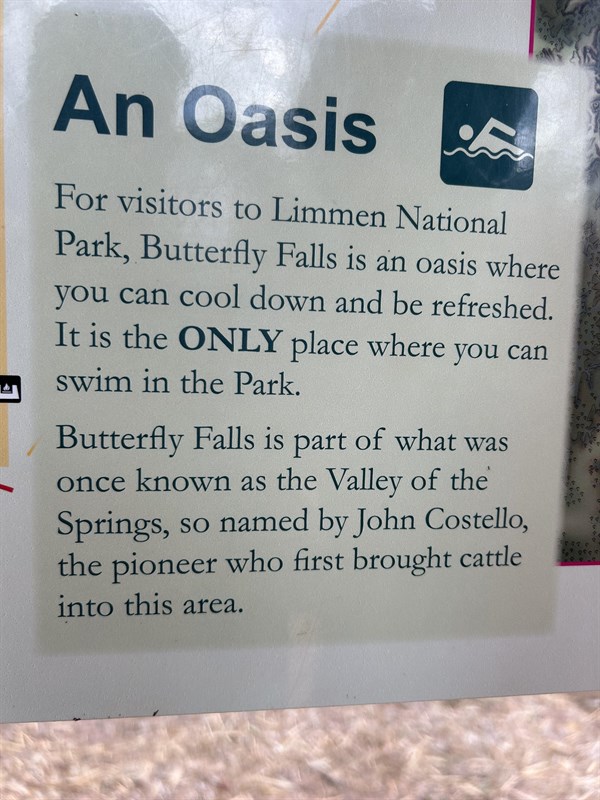 An Oasis
For visitors to Limmen National
Park, Butterfly Falls is an oasis where
you can cool down and be refreshed.
It is the ONLY place where you can
swim in the Park.
Butterfly Falls is part of what was
once known as the Valley of the
Springs, so named by John Costello,
the pioneer who first brought cattle
into this area.